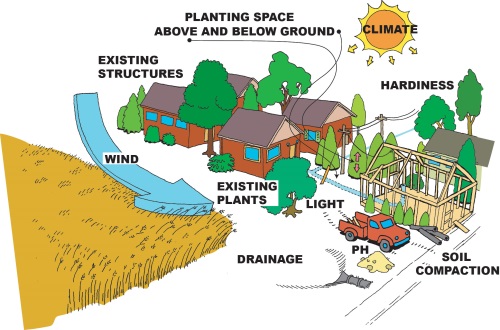 PLANTING SPACE
ABOVE AND BELOW GROUND
CLIMATE
EXISTING
STRUCTURES
HARDINESS
WIND
EXISTING
PLANTS
LIGHT
PH
DRAINAGE
SOIL
COMPACTION